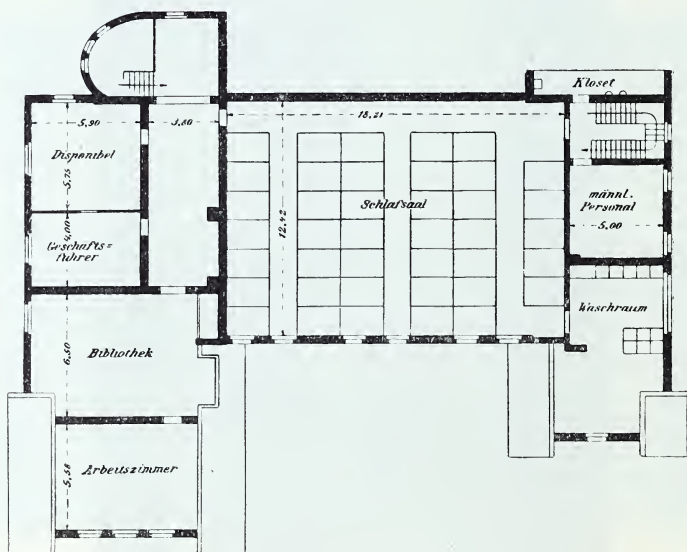 Kloset
5,90
3,80
18,21
Disponibel
5,75
Schlafsaal
12,42
männl.
Personal
5,00
4,00
Geschäfts=
führer
Waschraum
Bibliothek
6,50
Arbeitszimmer
5,58